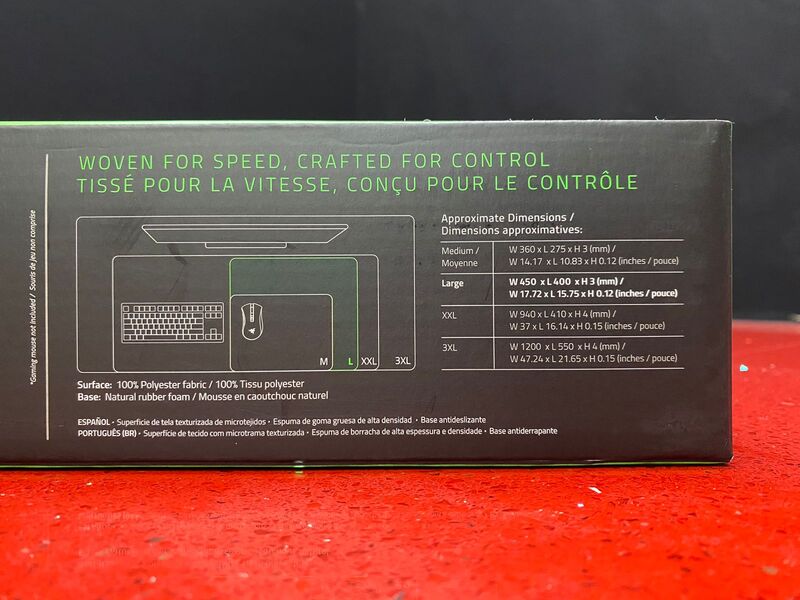 WOVEN FOR SPEED, CRAFTED FOR CONTROL
TISSÉ POUR LA VITESSE, CONÇU POUR LE CONTRÔLE
*Gaming mouse not included / Souris de jeu non comprise
M
L
XXL
3XL
Approximate Dimensions /
Dimensions approximatives:
Medium /
Moyenne
W 360 x L 275 x H 3 (mm) /
W 14.17 x L 10.83 x H 0.12 (inches / pouce)
Large
W 450 x L 400 x H 3 (mm) /
W 17.72 x L 15.75 x H 0.12 (inches / pouce)
XXL
W 940 x L 410 x H 4 (mm) /
W 37 x L 16.14 x H 0.15 (inches / pouce)
3XL
W 1200 x L 550 x H 4 (mm) /
W 47.24 x L 21.65 x H 0.15 (inches / pouce)
Surface: 100% Polyester fabric / 100% Tissu polyester
Base: Natural rubber foam / Mousse en caoutchouc naturel
ESPAÑOL • Superficie de tela texturizada de microtejidos • Espuma de goma gruesa de alta densidad • Base antideslizante
PORTUGUÊS (BR) • Superfície de tecido com microtrama texturizada • Espuma de borracha de alta espessura e densidade • Base antiderrapante